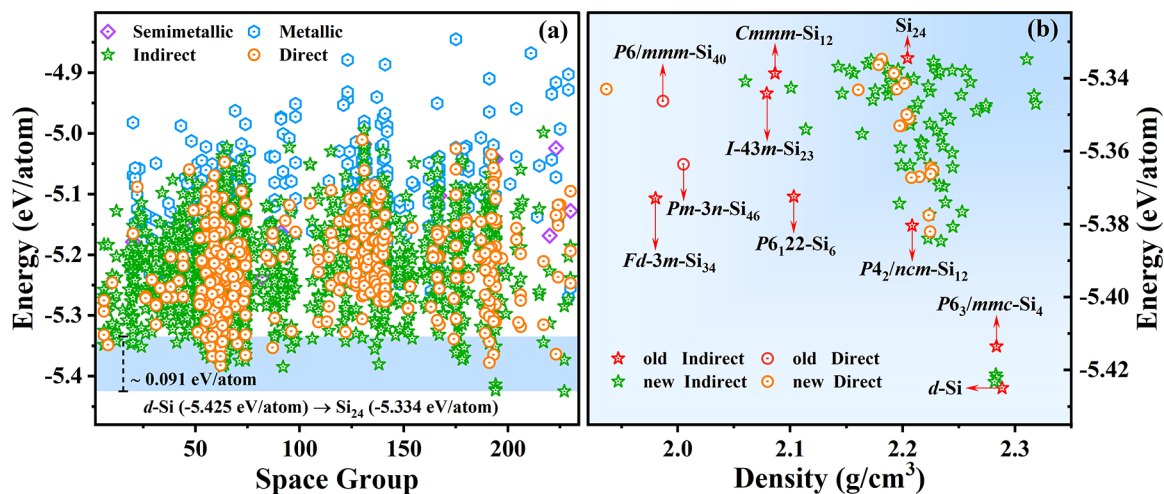 Semimetallic
Metallic
Indirect
Direct
(a)
-4.9
-5.0
-5.1
-5.2
-5.3
-5.4
Energy (eV/atom)
~ 0.091 eV/atom
d-Si (-5.425 eV/atom) → Si₂₄ (-5.334 eV/atom)
50
100
150
200
Space Group
(b)
Si₂₄
Cmmm-Si₁₂
P6/mmm-Si₄₀
I-43m-Si₂₃
Pm-3n-Si₄₆
Fd-3m-Si₃₄
P6₁22-Si₆
P4₂/ncm-Si₁₂
P6₃/mmc-Si₄
d-Si
old Indirect
old Direct
new Indirect
new Direct
-5.34
-5.36
-5.38
-5.40
-5.42
Energy (eV/atom)
2.0
2.1
2.2
2.3
Density (g/cm³)